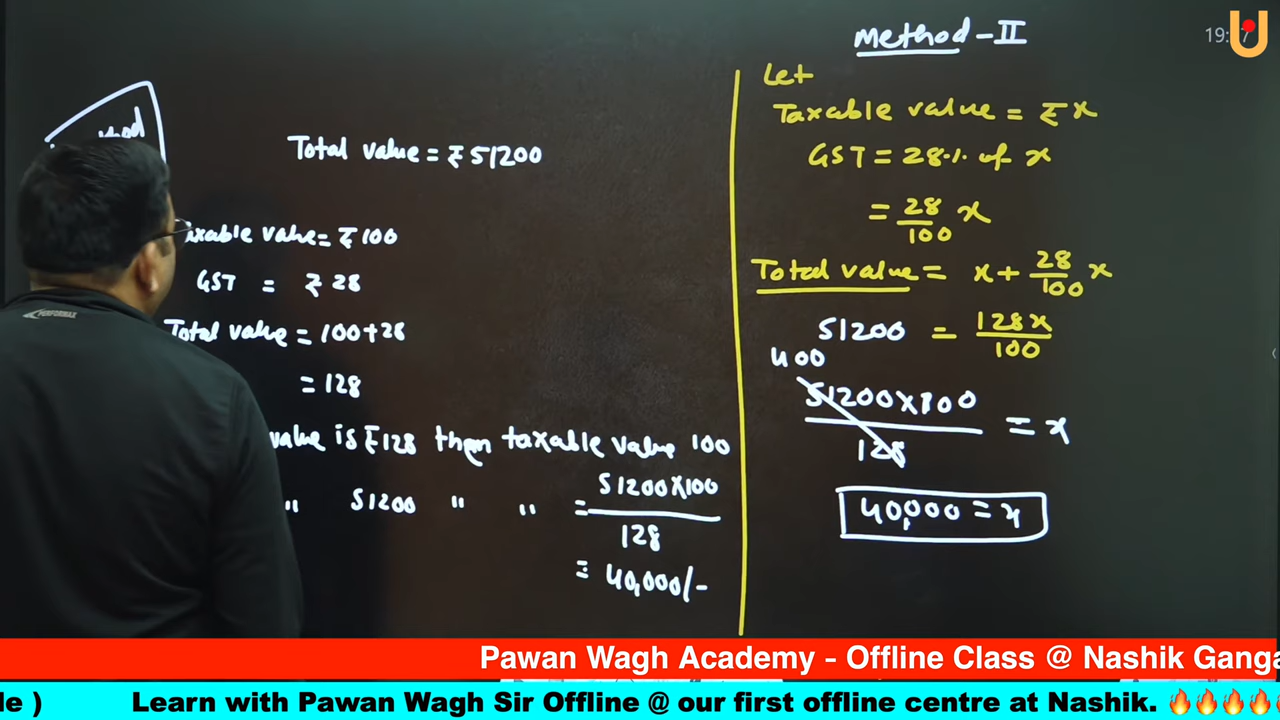 Method-II
19:
Let
Taxable value = ₹ x
GST = 28% of x
= 28/100 x
Total value = x + 28/100 x
51200 = 128x/100
400
51200×100/128 = x
40,000 = x
Total value = ₹ 51200
Taxable value = ₹ 100
GST = ₹ 28
Total value = 100+28
= 128
value is ₹128 then taxable value 100
" 51200 " " = 51200×100/128
= 40,000/-
PERFORMAX
Pawan Wagh Academy - Offline Class @ Nashik Ganga
le ) Learn with Pawan Wagh Sir Offline @ our first offline centre at Nashik. 🔥🔥🔥🔥🔥